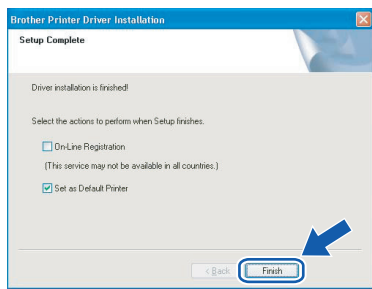 Brother Printer Driver Installation
Setup Complete
Driver installation is finished!
Select the actions to perform when Setup finishes.
On-Line Registration
(This service may not be available in all countries.)
Set as Default Printer
< Back
Finish